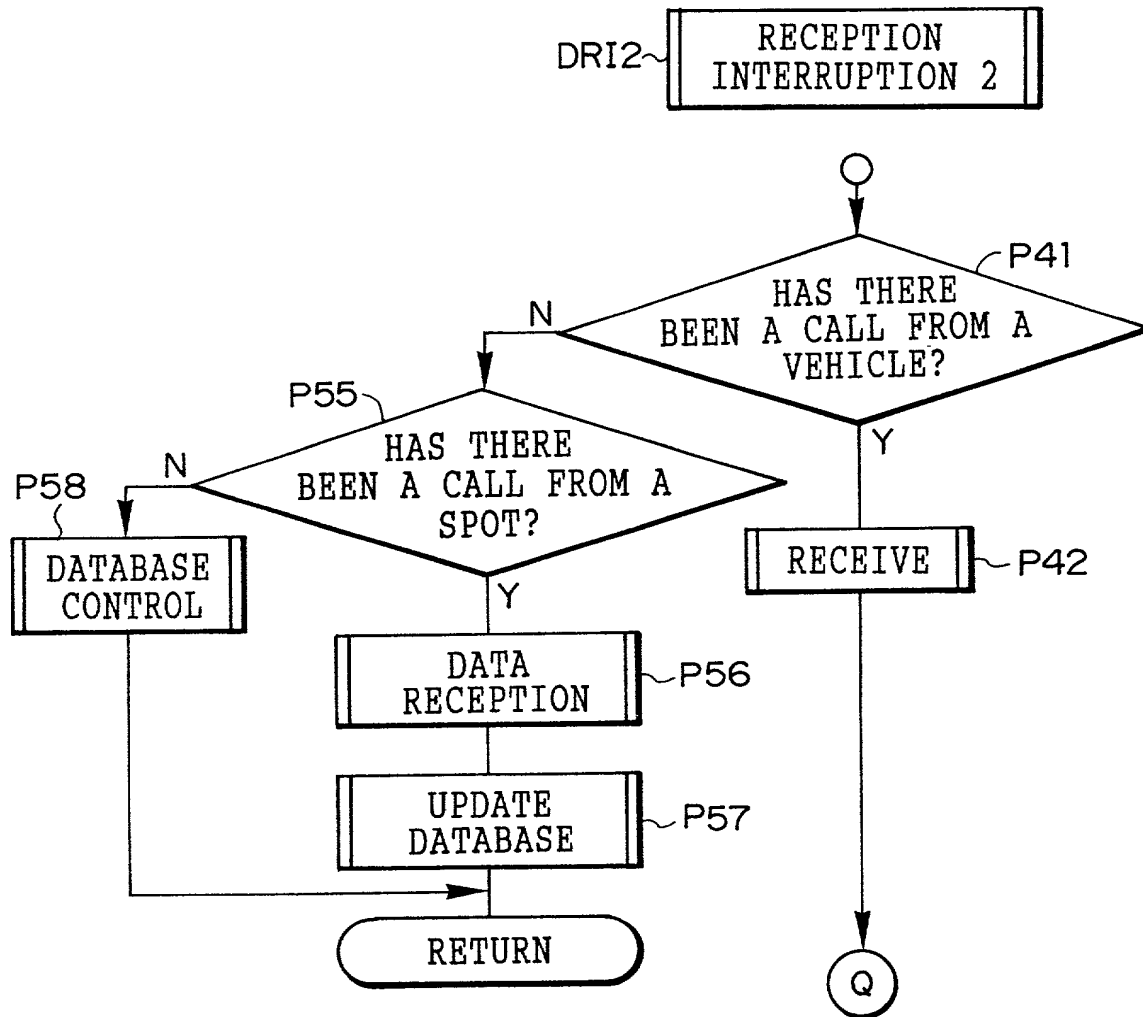 DRI2
RECEPTION
INTERRUPTION 2
P41
HAS THERE
BEEN A CALL FROM A
VEHICLE?
N
Y
P55
HAS THERE
BEEN A CALL FROM A
SPOT?
N
Y
P58
DATABASE
CONTROL
RECEIVE
P42
DATA
RECEPTION
P56
UPDATE
DATABASE
P57
RETURN
Q